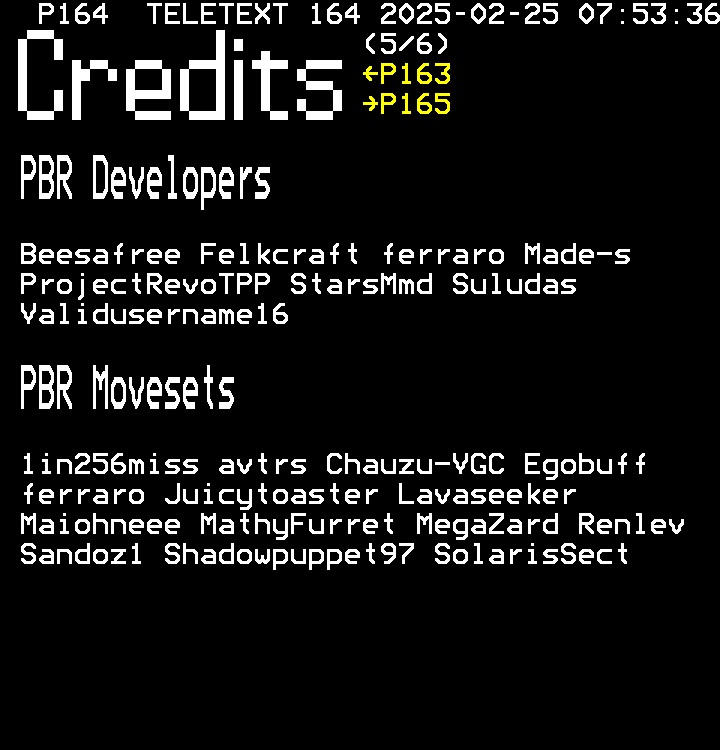 P164 TELETEXT 164 2025-02-25 07:53:36
Credits
(5/6)
←P163
→P165
PBR Developers
Beesafree Felkcraft ferraro Made-s
ProjectRevoTPP StarsMmd Suludas
Validusername16
PBR Movesets
1in256miss avtrs Chauzu-VGC Egobuff
ferraro Juicytoaster Lavaseeker
Maiohneee MathyFurret MegaZard Renlev
Sandoz1 Shadowpuppet97 SolarisSect